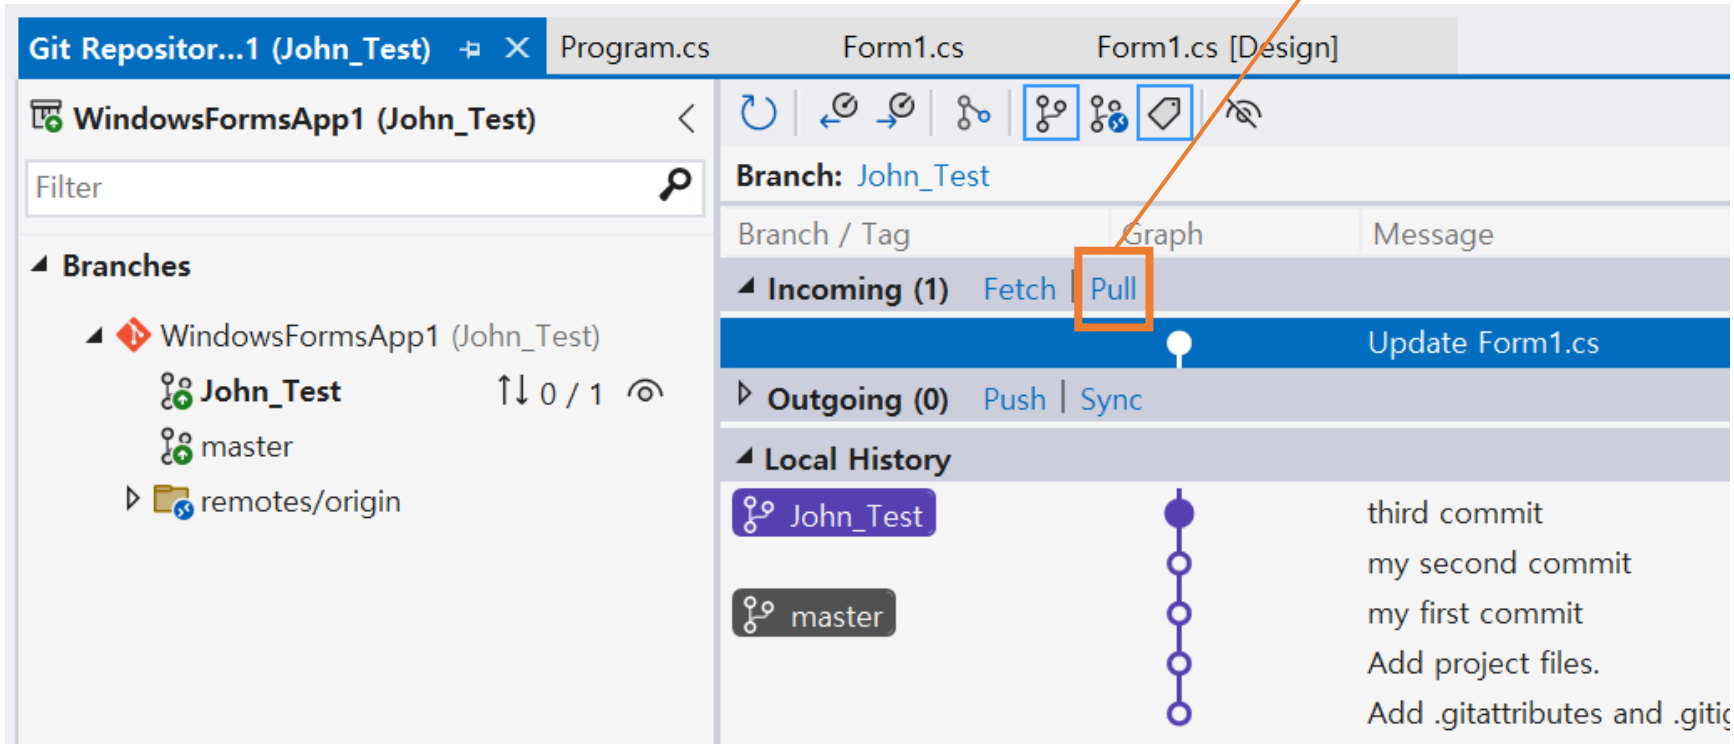 Git Repositor...1 (John_Test) Program.cs Form1.cs Form1.cs [Design]
WindowsFormsApp1 (John_Test)
Filter
Branches
WindowsFormsApp1 (John_Test)
John_Test 0 / 1
master
remotes/origin
Branch: John_Test
Branch / Tag Graph Message
Incoming (1) Fetch | Pull
Update Form1.cs
Outgoing (0) Push | Sync
Local History
John_Test third commit
my second commit
master my first commit
Add project files.
Add .gitattributes and